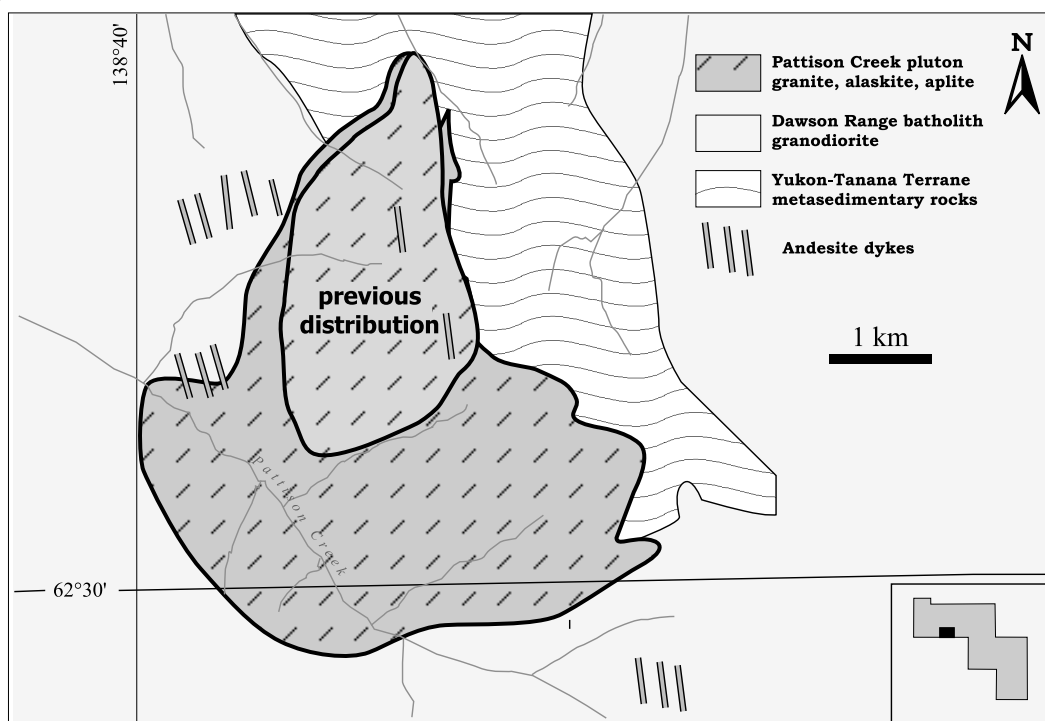 138°40'
N
Pattison Creek pluton
granite, alaskite, aplite
Dawson Range batholith
granodiorite
Yukon-Tanana Terrane
metasedimentary rocks
Andesite dykes
previous
distribution
1 km
Pattison Creek
62°30'